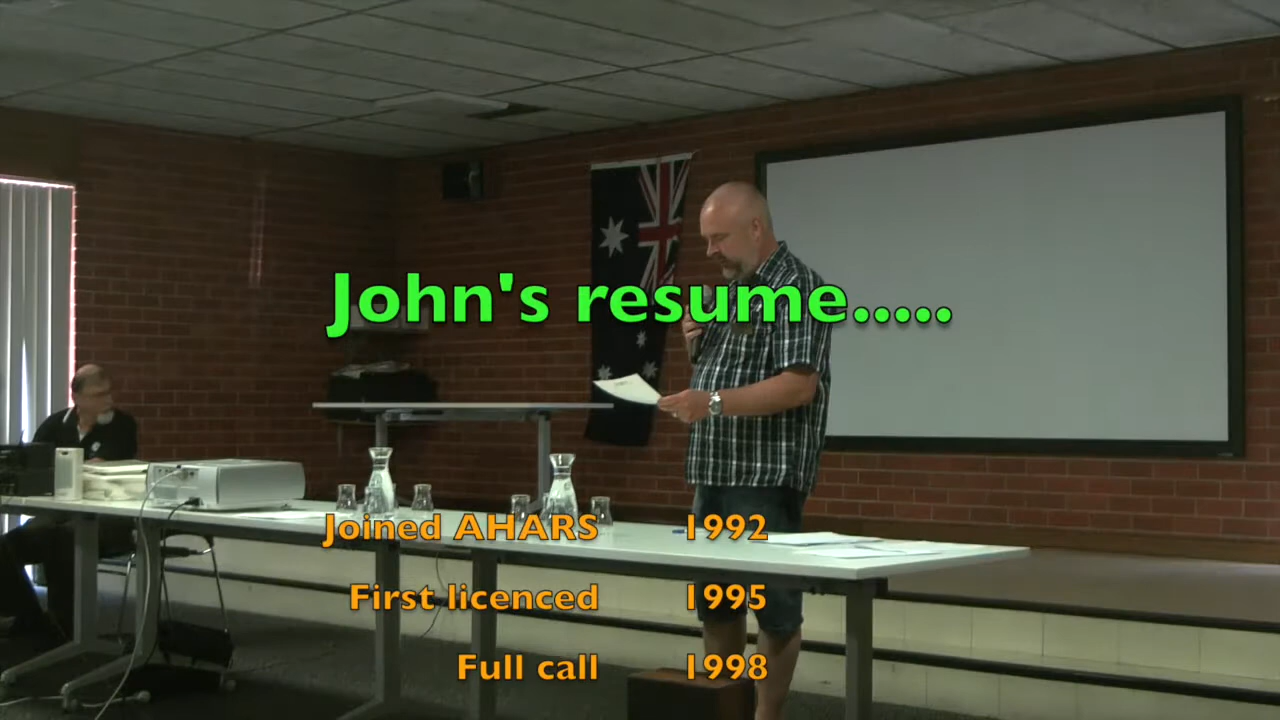 John's resume.....
Joined AHARS 1992
First licenced 1995
Full call 1998